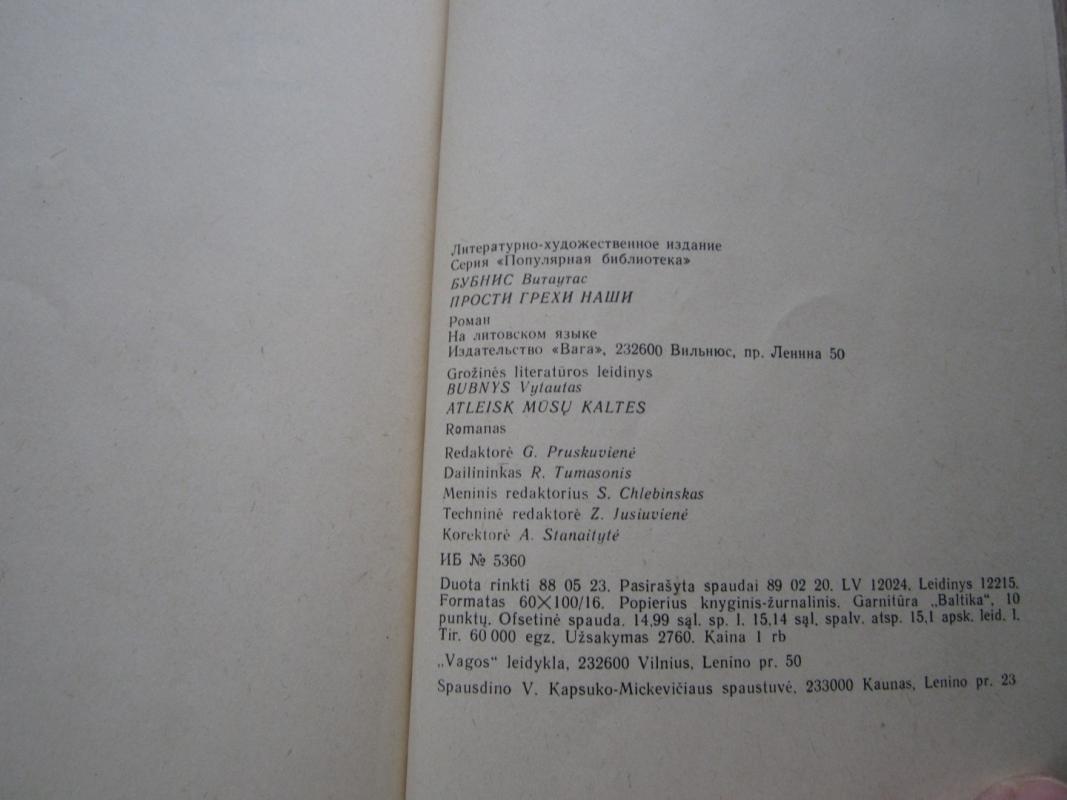 Литературно-художественное издание
Серия «Популярная библиотека»
БУБНИС Витаутас
ПРОСТИ ГРЕХИ НАШИ
Роман
На литовском языке
Издательство «Вага», 232600 Вильнюс, пр. Ленина 50
Grožinės literatūros leidinys
BUBNYS Vytautas
ATLEISK MŪSŲ KALTES
Romanas
Redaktorė G. Pruskuvienė
Dailininkas R. Tumasonis
Meninis redaktorius S. Chlebinskas
Techninė redaktorė Z. Jusiuvienė
Korektorė A. Stanaitytė
ИБ № 5360
Duota rinkti 88 05 23. Pasirašyta spaudai 89 02 20. LV 12024. Leidinys 12215.
Formatas 60×100/16. Popierius knyginis-žurnalinis. Garnitūra „Baltika“, 10
punktų. Ofsetinė spauda. 14,99 sąl. sp. l. 15,14 sąl. spalv. atsp. 15,1 apsk. leid. l.
Tir. 60 000 egz. Užsakymas 2760. Kaina 1 rb
„Vagos“ leidykla, 232600 Vilnius, Lenino pr. 50
Spausdino V. Kapsuko-Mickevičiaus spaustuvė, 233000 Kaunas, Lenino pr. 23